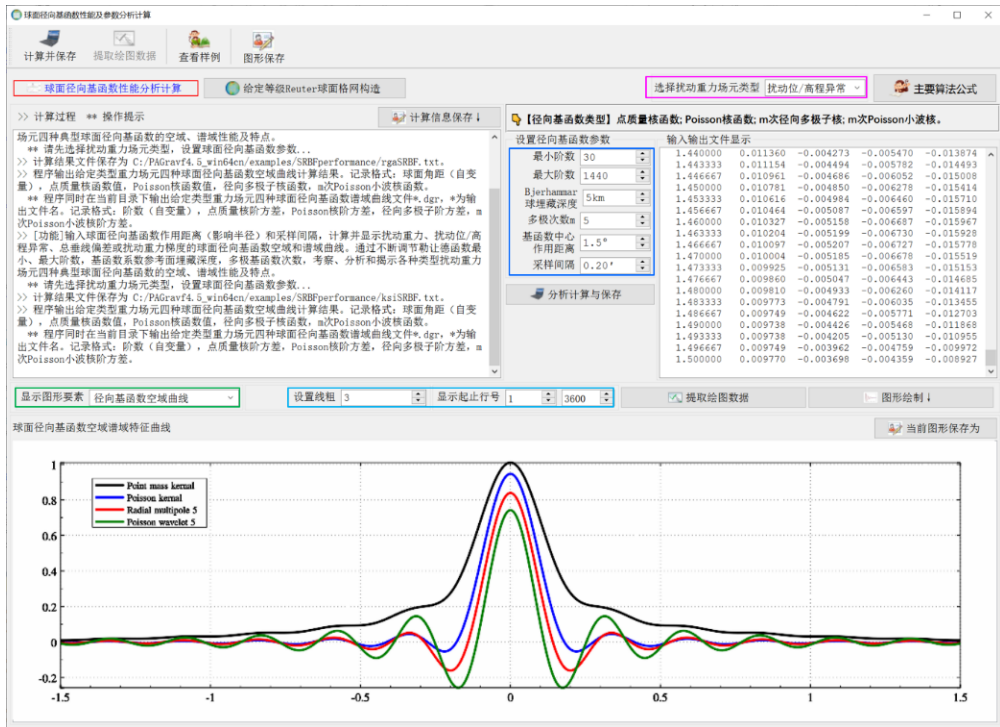 球面径向基函数性能及参数分析计算
计算并保存 提取绘图数据 查看样例 图形保存
球面径向基函数性能分析计算 给定等级Reuter球面格网构造 选择扰动重力场元类型 扰动位/高程异常 主要算法公式
>> 计算过程 ** 操作提示 计算信息保存↓
场元四种典型球面径向基函数的空域、谱域性能及特点。
** 请先选择扰动重力场元类型，设置球面径向基函数参数...
>> 计算结果文件保存为 C:/PAGravf4.5_win64cn/examples/SRBFperformance/rgaSRBF.txt。
>> 程序输出给定类型重力场元四种球面径向基函数空域曲线计算结果。记录格式：球面角距（自变
量），点质量核函数值，Poisson核函数值，径向多极子核函数，m次Poisson小波核函数。
** 程序同时在当前目录下输出给定类型重力场元四种球面径向基函数谱域曲线文件*.dgr，*为输
出文件名。记录格式：阶数（自变量），点质量核阶方差，Poisson核阶方差，径向多极子阶方差，m
次Poisson小波核阶方差。
>> [功能]输入球面径向基函数作用距离（影响半径）和采样间隔，计算并显示扰动重力、扰动位/高
程异常、总垂线偏差或扰动重力梯度的球面径向基函数空域和谱域曲线。通过不断调节勒让德函数最
小、最大阶数，基函数系数参考面埋藏深度，多极基函数次数，考察、分析和揭示各种类型扰动重力
场元四种典型球面径向基函数的空域、谱域性能及特点。
** 请先选择扰动重力场元类型，设置球面径向基函数参数...
>> 计算结果文件保存为 C:/PAGravf4.5_win64cn/examples/SRBFperformance/ksiSRBF.txt。
>> 程序输出给定类型重力场元四种球面径向基函数空域曲线计算结果。记录格式：球面角距（自变
量），点质量核函数值，Poisson核函数值，径向多极子核函数，m次Poisson小波核函数。
** 程序同时在当前目录下输出给定类型重力场元四种球面径向基函数谱域曲线文件*.dgr，*为输
出文件名。记录格式：阶数（自变量），点质量核阶方差，Poisson核阶方差，径向多极子阶方差，m
次Poisson小波核阶方差。
【径向基函数类型】点质量核函数；Poisson核函数；m次径向多极子核；m次Poisson小波核。
设置径向基函数参数
最小阶数 30
最大阶数 1440
Bjerhammar
球埋藏深度 5km
多极次数m 5
基函数中心
作用距离 1.5°
采样间隔 0.20′
分析计算与保存
输入输出文件显示
1.440000 0.011360 -0.004273 -0.005470 -0.013874
1.443333 0.011154 -0.004494 -0.005782 -0.014493
1.446667 0.010961 -0.004686 -0.006052 -0.015008
1.450000 0.010781 -0.004850 -0.006278 -0.015414
1.453333 0.010616 -0.004984 -0.006460 -0.015710
1.456667 0.010464 -0.005087 -0.006597 -0.015894
1.460000 0.010327 -0.005158 -0.006687 -0.015967
1.463333 0.010204 -0.005199 -0.006730 -0.015928
1.466667 0.010097 -0.005207 -0.006727 -0.015778
1.470000 0.010004 -0.005185 -0.006678 -0.015519
1.473333 0.009925 -0.005131 -0.006583 -0.015153
1.476667 0.009860 -0.005047 -0.006443 -0.014685
1.480000 0.009810 -0.004933 -0.006260 -0.014117
1.483333 0.009773 -0.004791 -0.006035 -0.013455
1.486667 0.009749 -0.004622 -0.005771 -0.012703
1.490000 0.009738 -0.004426 -0.005468 -0.011868
1.493333 0.009738 -0.004205 -0.005130 -0.010955
1.496667 0.009749 -0.003962 -0.004759 -0.009972
1.500000 0.009770 -0.003698 -0.004359 -0.008927
显示图形要素 径向基函数空域曲线 设置线粗 3 显示起止行号 1 3600 提取绘图数据 图形绘制↓
球面径向基函数空域谱域特征曲线 当前图形保存为
1
0.8
0.6
0.4
0.2
0
-0.2
Point mass kernal
Poisson kernal
Radial multipole 5
Poisson wavelet 5
-1.5 -1 -0.5 0 0.5 1 1.5